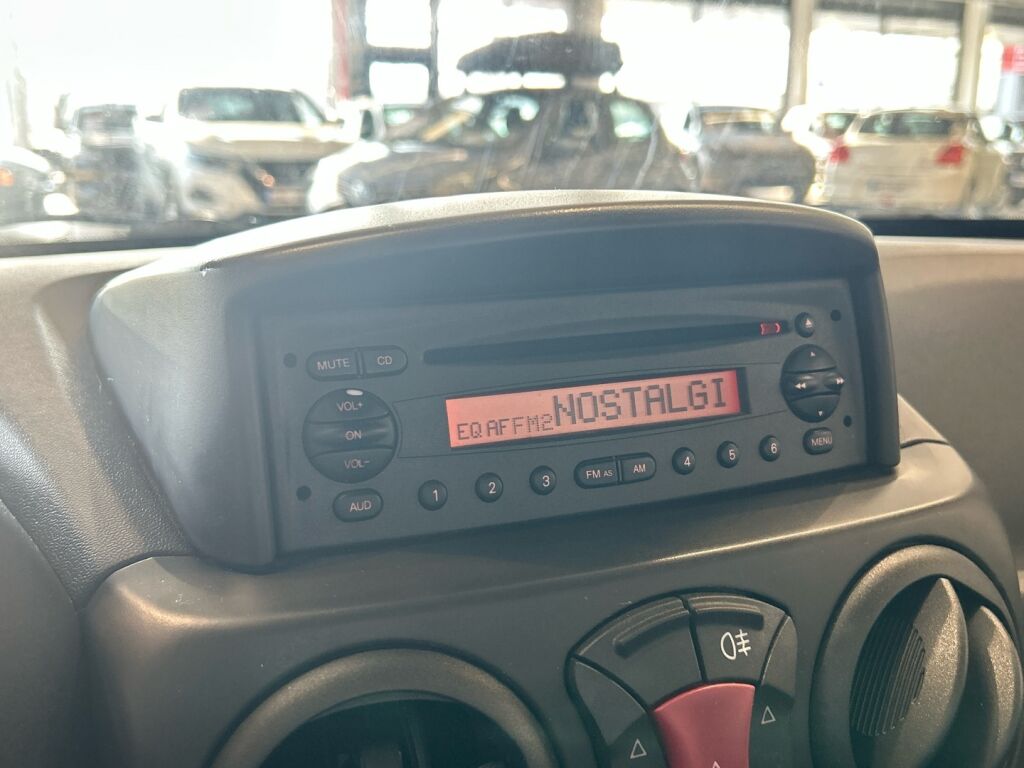 MUTE CD
VOL+
ON
VOL-
AUD
EQ AF FM2 NOSTALGI
1 2 3 FM AS AM 4 5 6
MENU